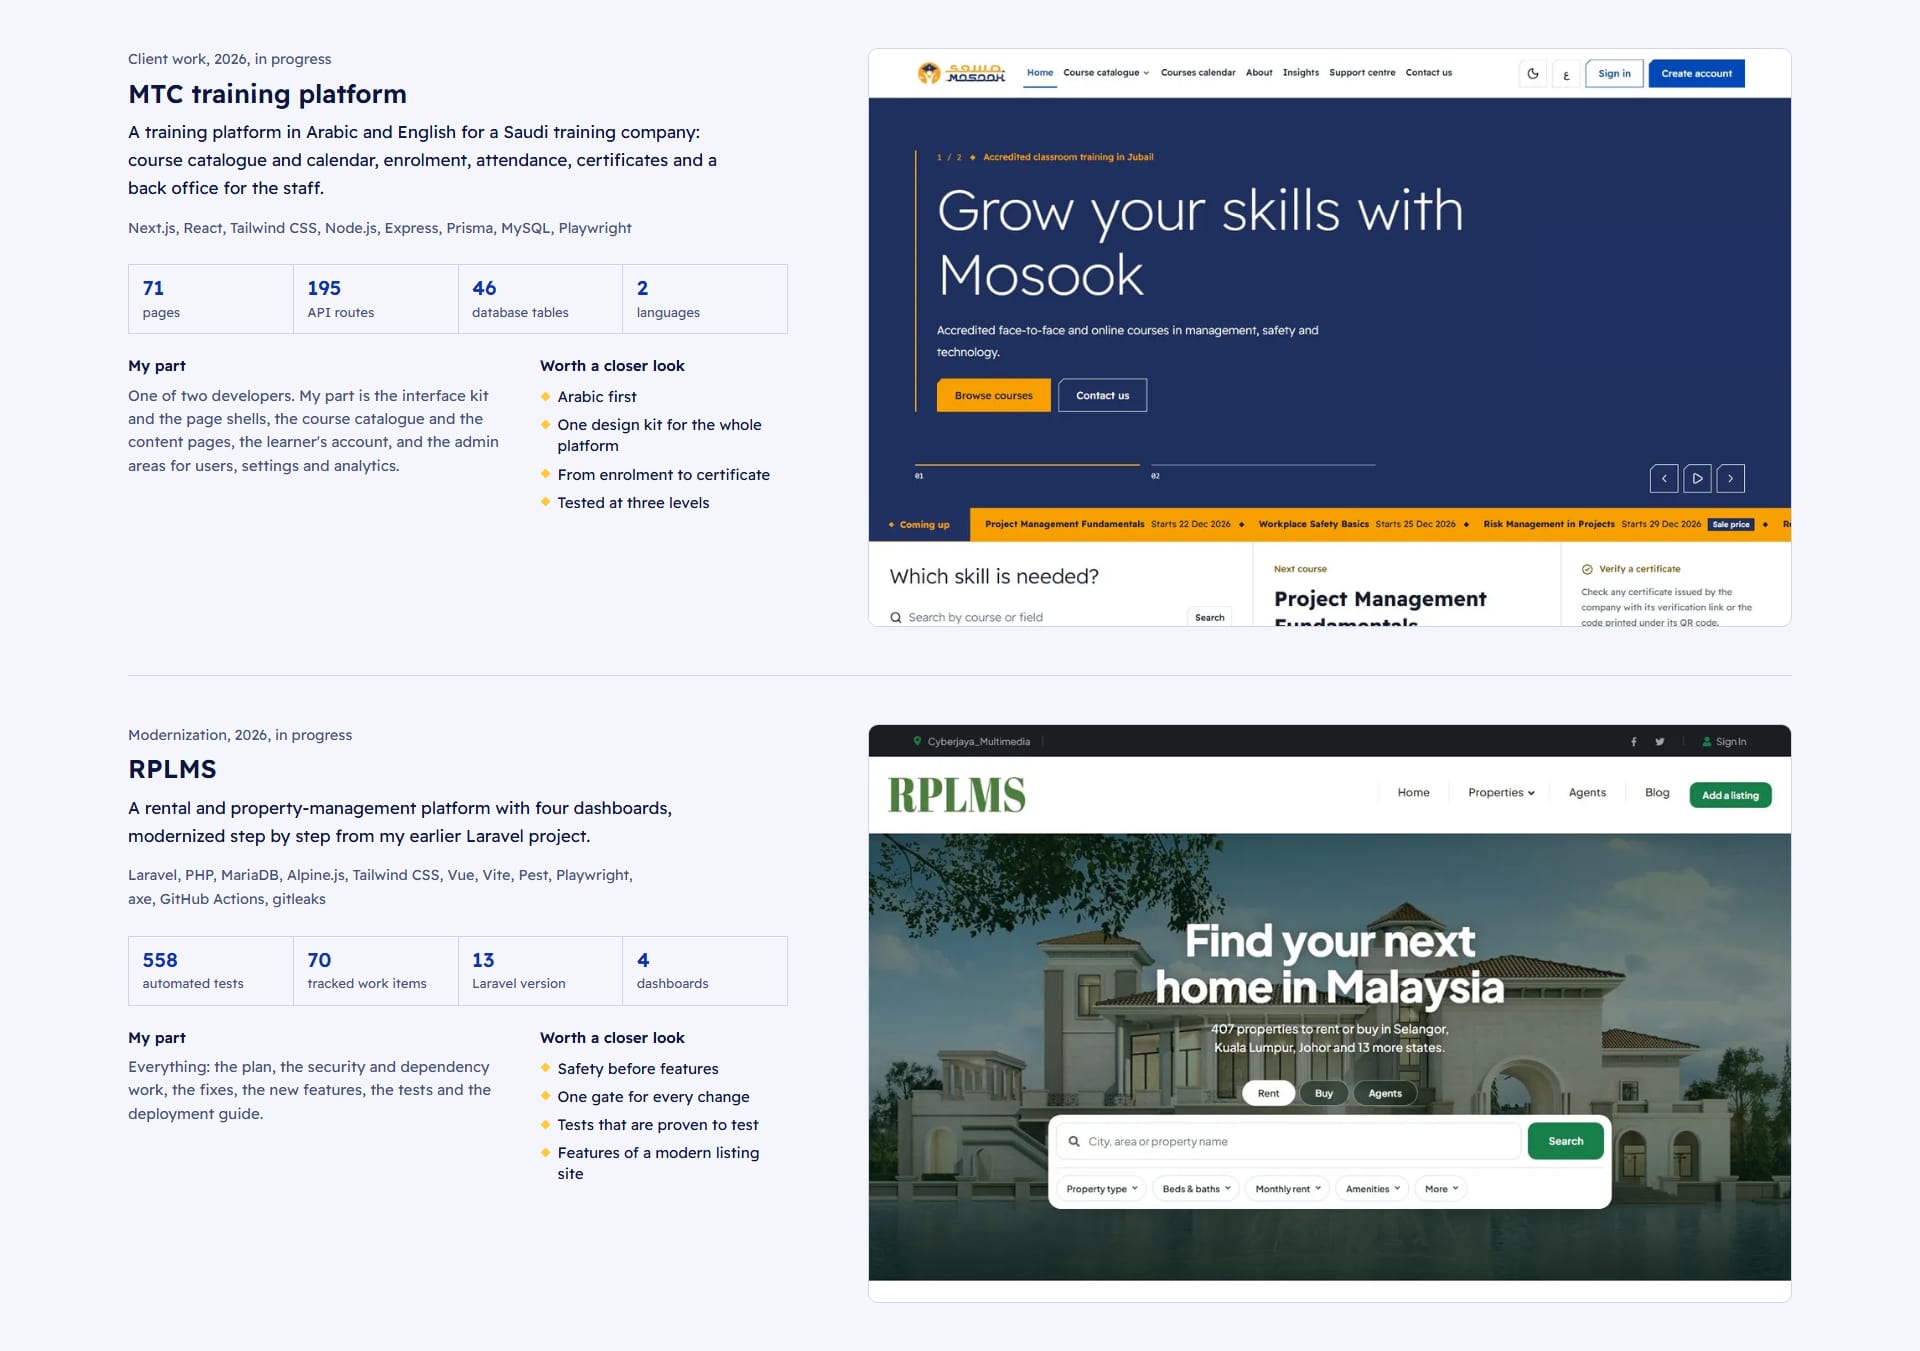 Client work, 2026, in progress
MTC training platform
A training platform in Arabic and English for a Saudi training company:
course catalogue and calendar, enrolment, attendance, certificates and a
back office for the staff.
Next.js, React, Tailwind CSS, Node.js, Express, Prisma, MySQL, Playwright
71
pages
195
API routes
46
database tables
2
languages
My part
One of two developers. My part is the interface kit
and the page shells, the course catalogue and the
content pages, the learner's account, and the admin
areas for users, settings and analytics.
Worth a closer look
Arabic first
One design kit for the whole
platform
From enrolment to certificate
Tested at three levels
MOSOOK
Home Course catalogue Courses calendar About Insights Support centre Contact us
ع
Sign in
Create account
1 / 2 Accredited classroom training in Jubail
Grow your skills with
Mosook
Accredited face-to-face and online courses in management, safety and
technology.
Browse courses
Contact us
01
02
Coming up
Project Management Fundamentals Starts 22 Dec 2026 Workplace Safety Basics Starts 25 Dec 2026 Risk Management in Projects Starts 29 Dec 2026 Sale price
Which skill is needed?
Search by course or field
Search
Next course
Project Management
Fundamentals
Verify a certificate
Check any certificate issued by the
company with its verification link or the
code printed under its QR code.
Modernization, 2026, in progress
RPLMS
A rental and property-management platform with four dashboards,
modernized step by step from my earlier Laravel project.
Laravel, PHP, MariaDB, Alpine.js, Tailwind CSS, Vue, Vite, Pest, Playwright,
axe, GitHub Actions, gitleaks
558
automated tests
70
tracked work items
13
Laravel version
4
dashboards
My part
Everything: the plan, the security and dependency
work, the fixes, the new features, the tests and the
deployment guide.
Worth a closer look
Safety before features
One gate for every change
Tests that are proven to test
Features of a modern listing
site
Cyberjaya_Multimedia
Sign In
RPLMS
Home Properties Agents Blog Add a listing
Find your next
home in Malaysia
407 properties to rent or buy in Selangor,
Kuala Lumpur, Johor and 13 more states.
Rent
Buy
Agents
City, area or property name
Search
Property type Beds & baths Monthly rent Amenities More